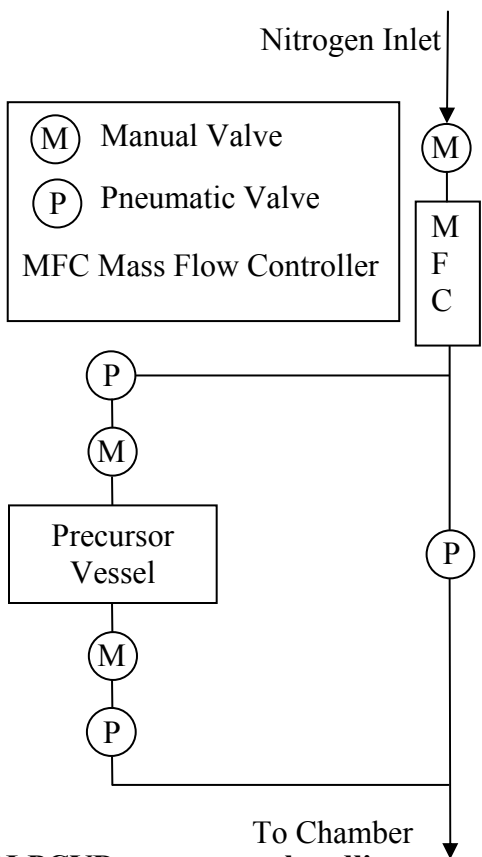 Nitrogen Inlet
M Manual Valve
P Pneumatic Valve
MFC Mass Flow Controller
M
M
F
C
P
M
Precursor
Vessel
P
M
P
To Chamber